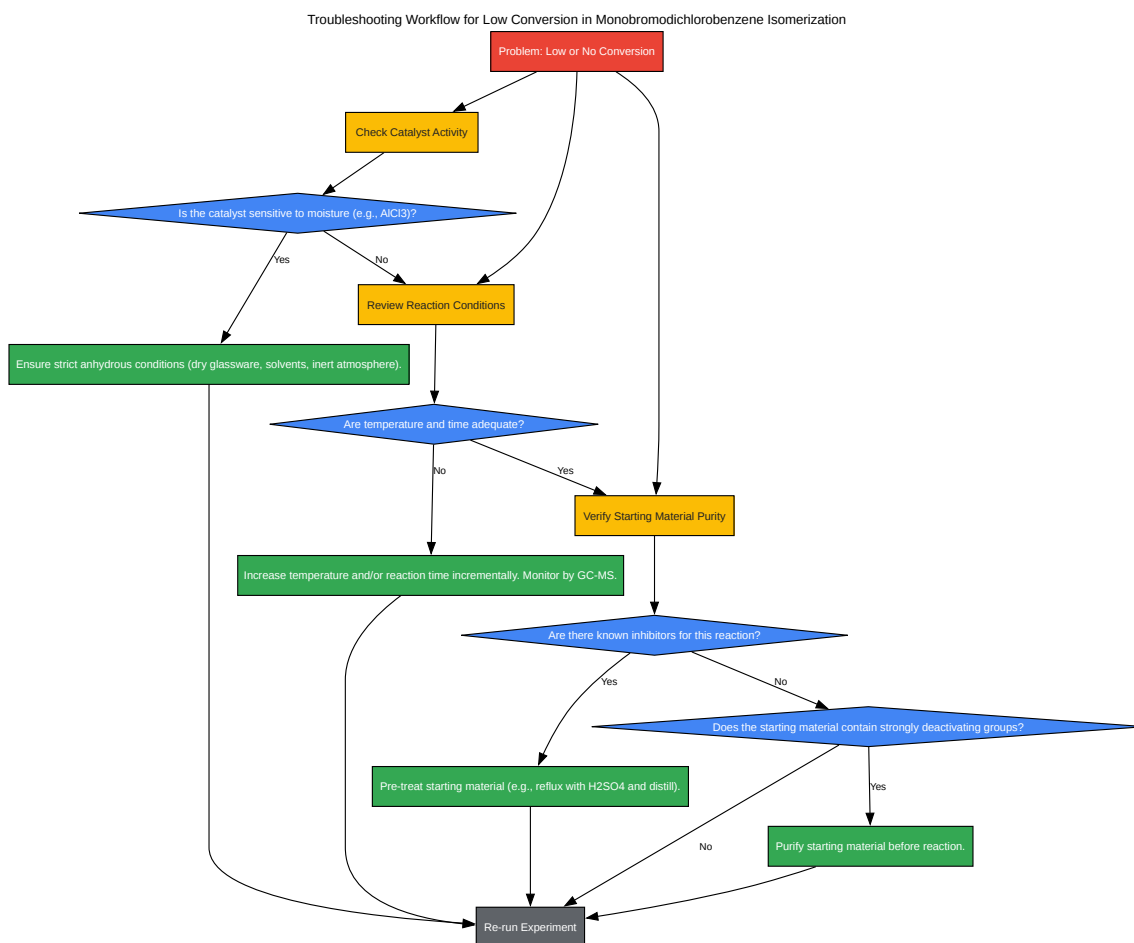 Troubleshooting Workflow for Low Conversion in Monobromodichlorobenzene Isomerization
Problem: Low or No Conversion
Check Catalyst Activity
Is the catalyst sensitive to moisture (e.g., AlCl3)?
Yes
No
Review Reaction Conditions
Ensure strict anhydrous conditions (dry glassware, solvents, inert atmosphere).
Are temperature and time adequate?
No
Yes
Verify Starting Material Purity
Increase temperature and/or reaction time incrementally. Monitor by GC-MS.
Are there known inhibitors for this reaction?
Yes
No
Does the starting material contain strongly deactivating groups?
Pre-treat starting material (e.g., reflux with H2SO4 and distill).
Yes
No
Purify starting material before reaction.
Re-run Experiment